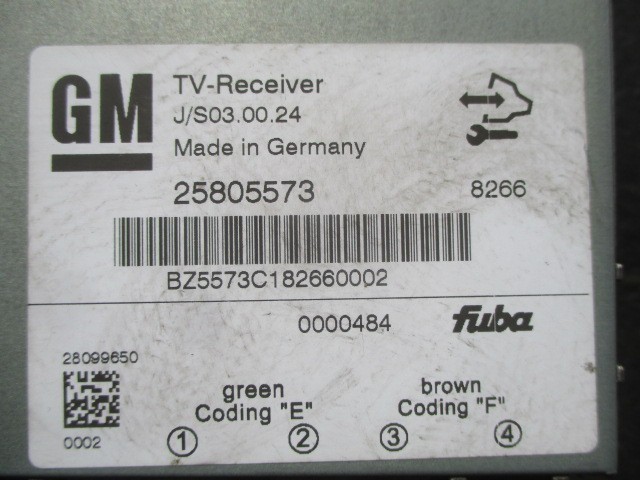 GM
TV-Receiver
J/S03.00.24
Made in Germany
25805573
8266
BZ5573C182660002
0000484
fuba
28099650
0002
green
Coding "E"
brown
Coding "F"
1
2
3
4